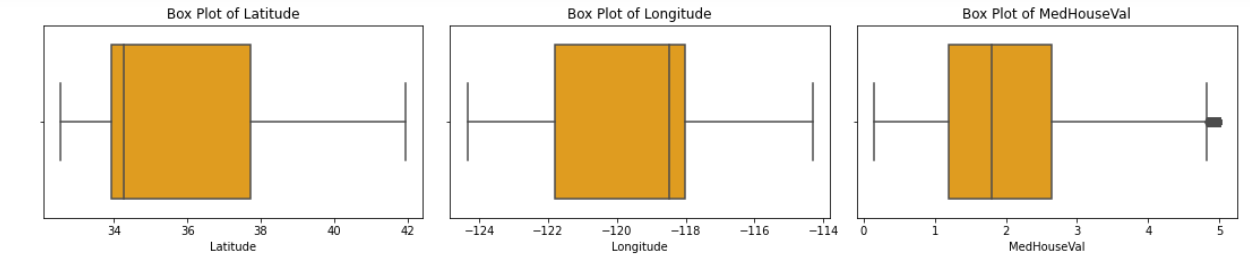 Box Plot of Latitude
34 36 38 40 42
Latitude
Box Plot of Longitude
−124 −122 −120 −118 −116 −114
Longitude
Box Plot of MedHouseVal
0 1 2 3 4 5
MedHouseVal